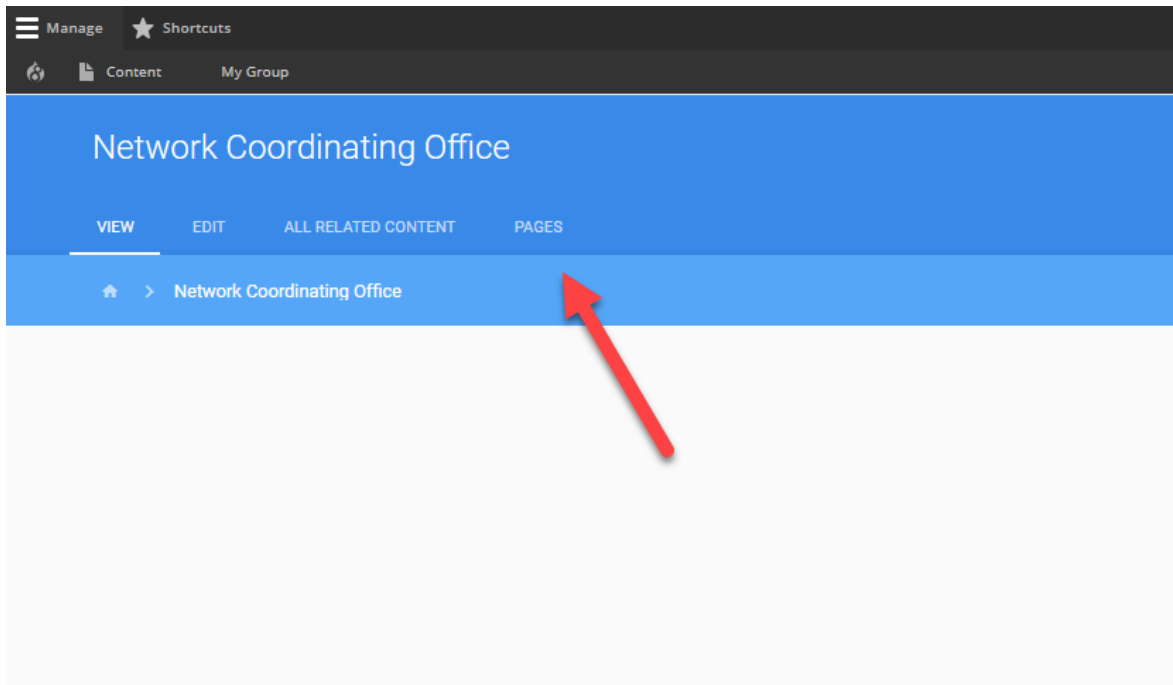 Manage Shortcuts
Content My Group
Network Coordinating Office
VIEW EDIT ALL RELATED CONTENT PAGES
> Network Coordinating Office